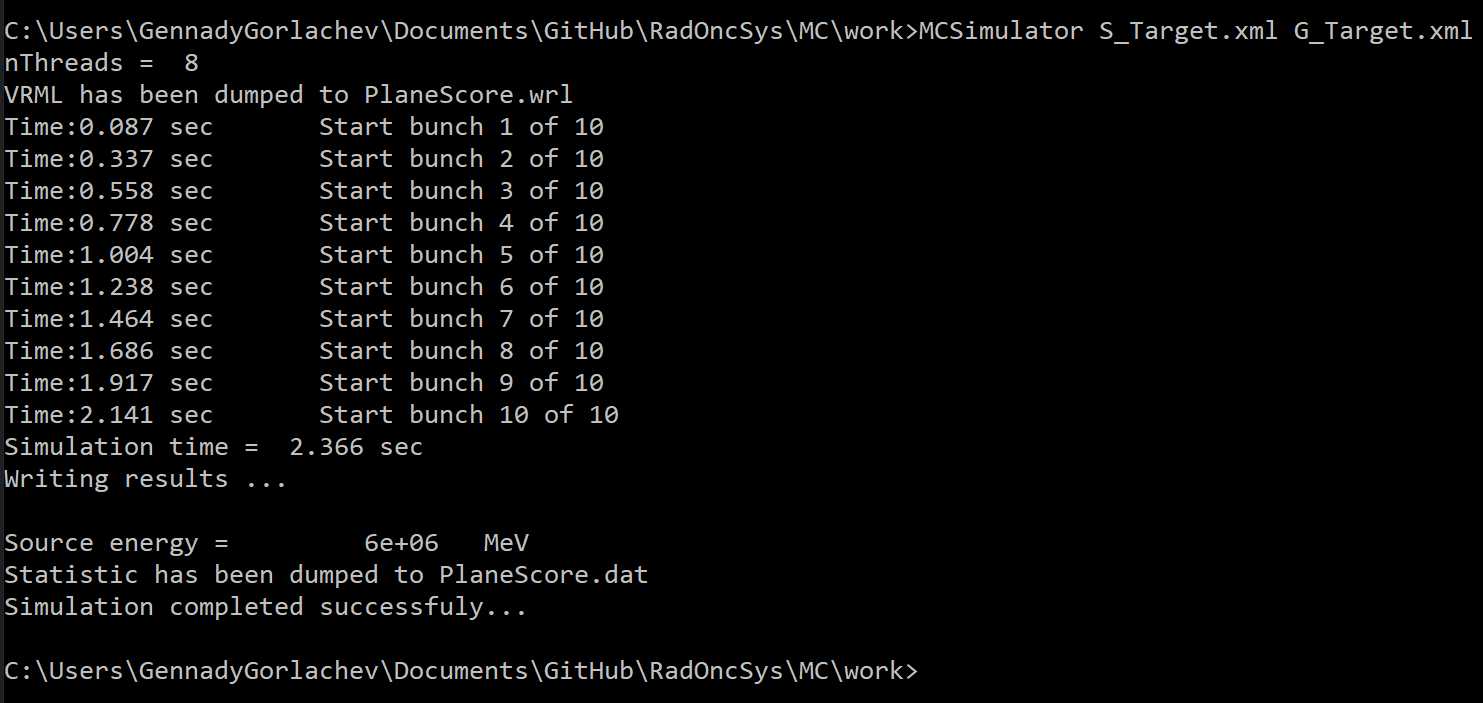 C:\Users\GennadyGorlachev\Documents\GitHub\RadOncSys\MC\work>MCSimulator S_Target.xml G_Target.xml
nThreads =  8
VRML has been dumped to PlaneScore.wrl
Time:0.087 sec       Start bunch 1 of 10
Time:0.337 sec       Start bunch 2 of 10
Time:0.558 sec       Start bunch 3 of 10
Time:0.778 sec       Start bunch 4 of 10
Time:1.004 sec       Start bunch 5 of 10
Time:1.238 sec       Start bunch 6 of 10
Time:1.464 sec       Start bunch 7 of 10
Time:1.686 sec       Start bunch 8 of 10
Time:1.917 sec       Start bunch 9 of 10
Time:2.141 sec       Start bunch 10 of 10
Simulation time =  2.366 sec
Writing results ...
Source energy =         6e+06   MeV
Statistic has been dumped to PlaneScore.dat
Simulation completed successfuly...
C:\Users\GennadyGorlachev\Documents\GitHub\RadOncSys\MC\work>